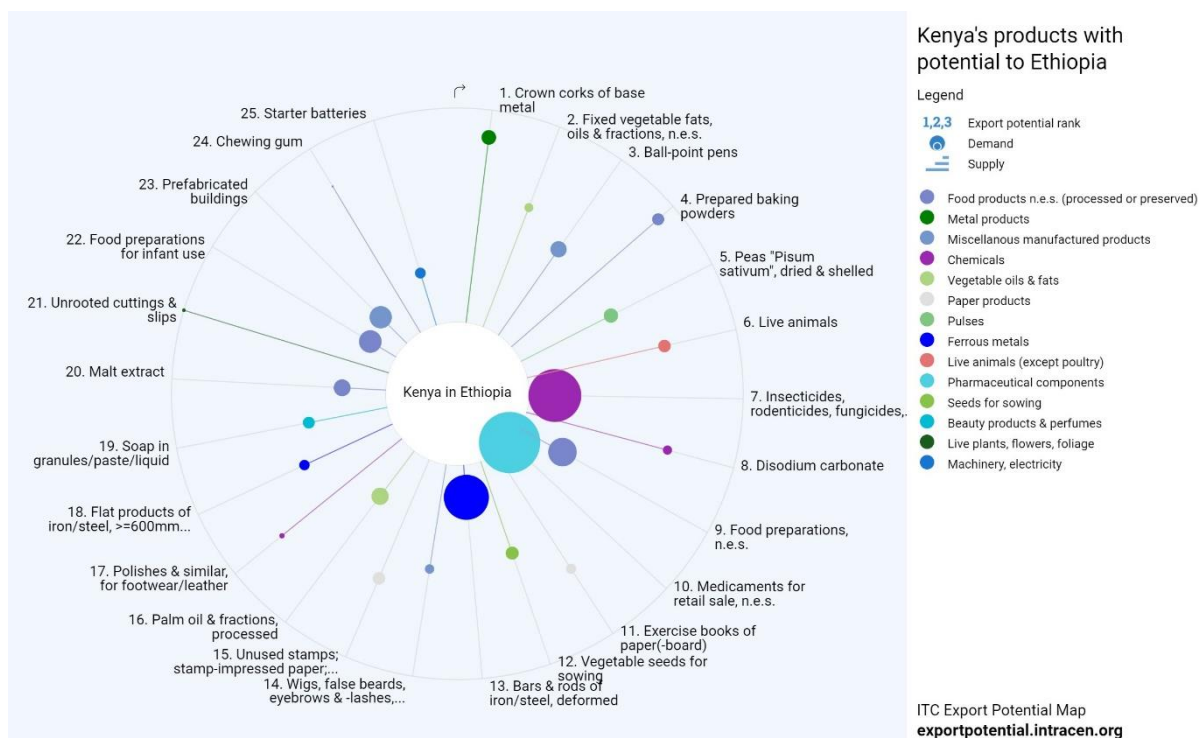 Kenya's products with
potential to Ethiopia
Legend
1,2,3 Export potential rank
Demand
Supply
Food products n.e.s. (processed or preserved)
Metal products
Miscellanous manufactured products
Chemicals
Vegetable oils & fats
Paper products
Pulses
Ferrous metals
Live animals (except poultry)
Pharmaceutical components
Seeds for sowing
Beauty products & perfumes
Live plants, flowers, foliage
Machinery, electricity
1. Crown corks of base
metal
2. Fixed vegetable fats,
oils & fractions, n.e.s.
3. Ball-point pens
4. Prepared baking
powders
5. Peas "Pisum
sativum", dried & shelled
6. Live animals
7. Insecticides,
rodenticides, fungicides,..
8. Disodium carbonate
9. Food preparations,
n.e.s.
10. Medicaments for
retail sale, n.e.s.
11. Exercise books of
paper(-board)
12. Vegetable seeds for
sowing
13. Bars & rods of
iron/steel, deformed
14. Wigs, false beards,
eyebrows & -lashes,...
15. Unused stamps;
stamp-impressed paper;...
16. Palm oil & fractions,
processed
17. Polishes & similar,
for footwear/leather
18. Flat products of
iron/steel, >=600mm...
19. Soap in
granules/paste/liquid
20. Malt extract
21. Unrooted cuttings &
slips
22. Food preparations
for infant use
23. Prefabricated
buildings
24. Chewing gum
25. Starter batteries
Kenya in Ethiopia
ITC Export Potential Map
exportpotential.intracen.org